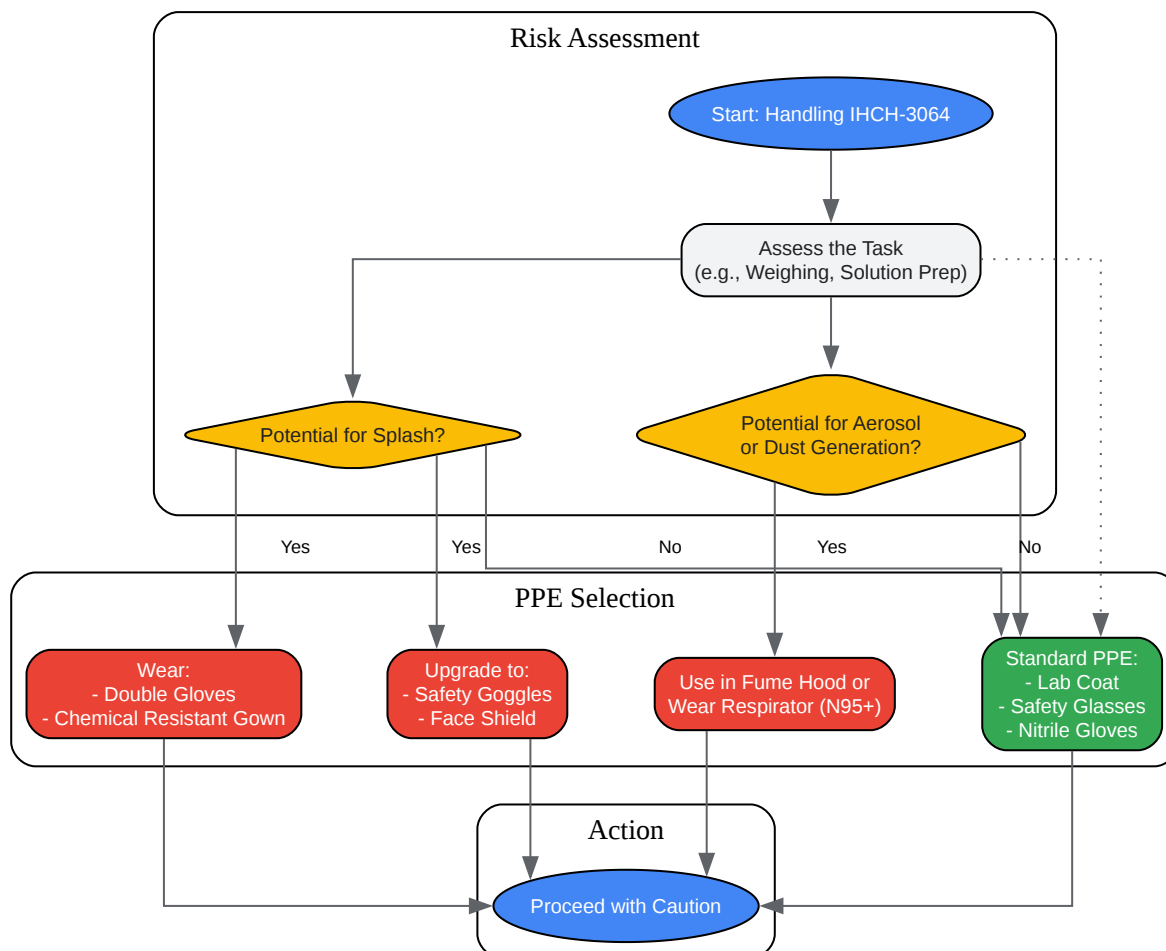 Risk Assessment
Start: Handling IHCH-3064
Assess the Task
(e.g., Weighing, Solution Prep)
Potential for Splash?
Potential for Aerosol
or Dust Generation?
Yes
Yes
No
Yes
No
PPE Selection
Wear:
- Double Gloves
- Chemical Resistant Gown
Upgrade to:
- Safety Goggles
- Face Shield
Use in Fume Hood or
Wear Respirator (N95+)
Standard PPE:
- Lab Coat
- Safety Glasses
- Nitrile Gloves
Action
Proceed with Caution